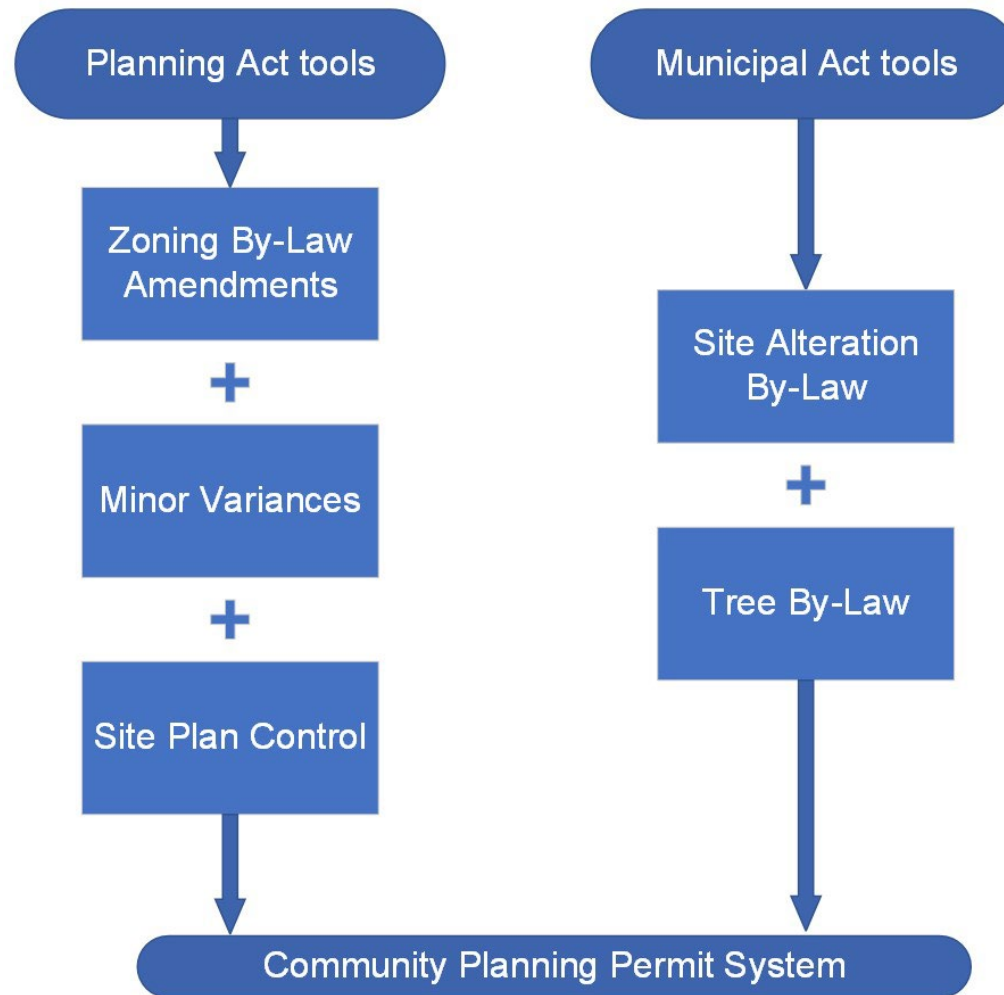 Planning Act tools
Zoning By-Law
Amendments
+
Minor Variances
+
Site Plan Control
Municipal Act tools
Site Alteration
By-Law
+
Tree By-Law
Community Planning Permit System